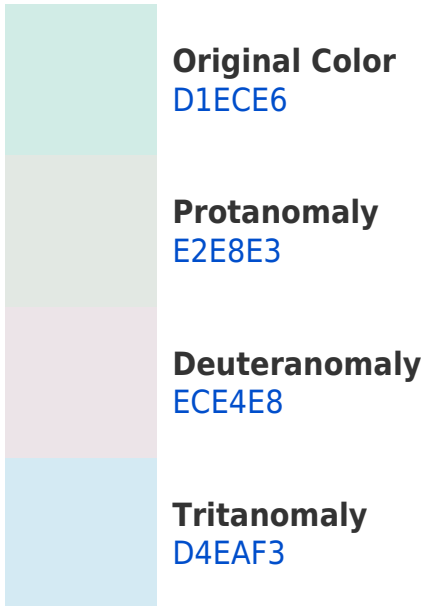 Original Color
D1ECE6
Protanomaly
E2E8E3
Deuteranomaly
ECE4E8
Tritanomaly
D4EAF3